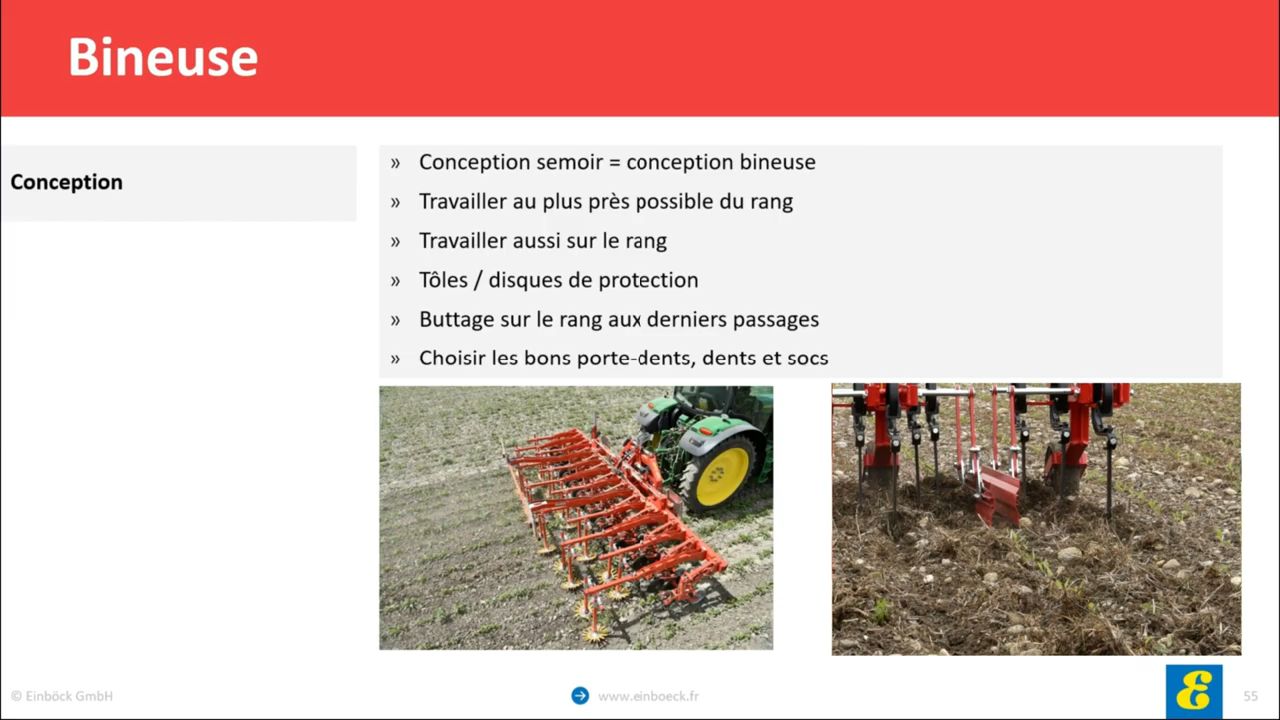 Bineuse
Conception
» Conception semoir = conception bineuse
» Travailler au plus près possible du rang
» Travailler aussi sur le rang
» Tôles / disques de protection
» Buttage sur le rang aux derniers passages
» Choisir les bons porte-dents, dents et socs
© Einböck GmbH
www.einboeck.fr
E
55